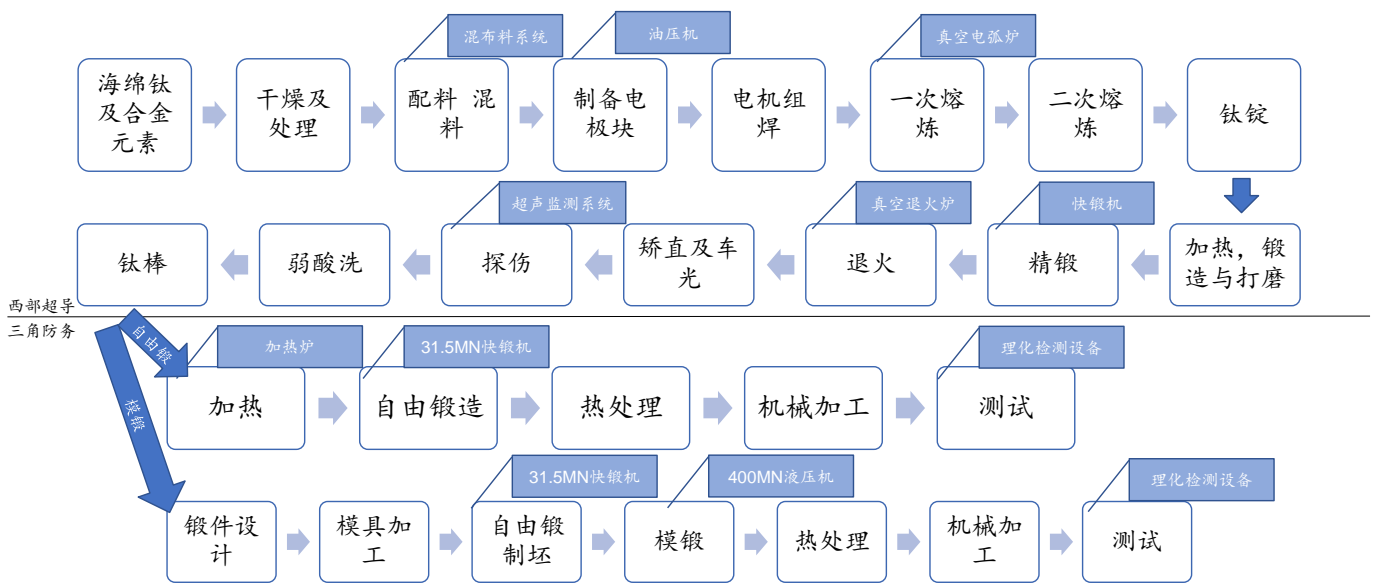 混布料系统
油压机
真空电弧炉
海绵钛
及合金
元素
干燥及
处理
配料 混
料
制备电
极块
电机组
焊
一次熔
炼
二次熔
炼
钛锭
超声监测系统
真空退火炉
快锻机
钛棒
弱酸洗
探伤
矫直及车
光
退火
精锻
加热，锻
造与打磨
西部超导
三角防务
自由锻
模锻
加热炉
31.5MN快锻机
理化检测设备
加热
自由锻造
热处理
机械加工
测试
31.5MN快锻机
400MN液压机
理化检测设备
锻件设
计
模具加
工
自由锻
制坯
模锻
热处理
机械加
工
测试